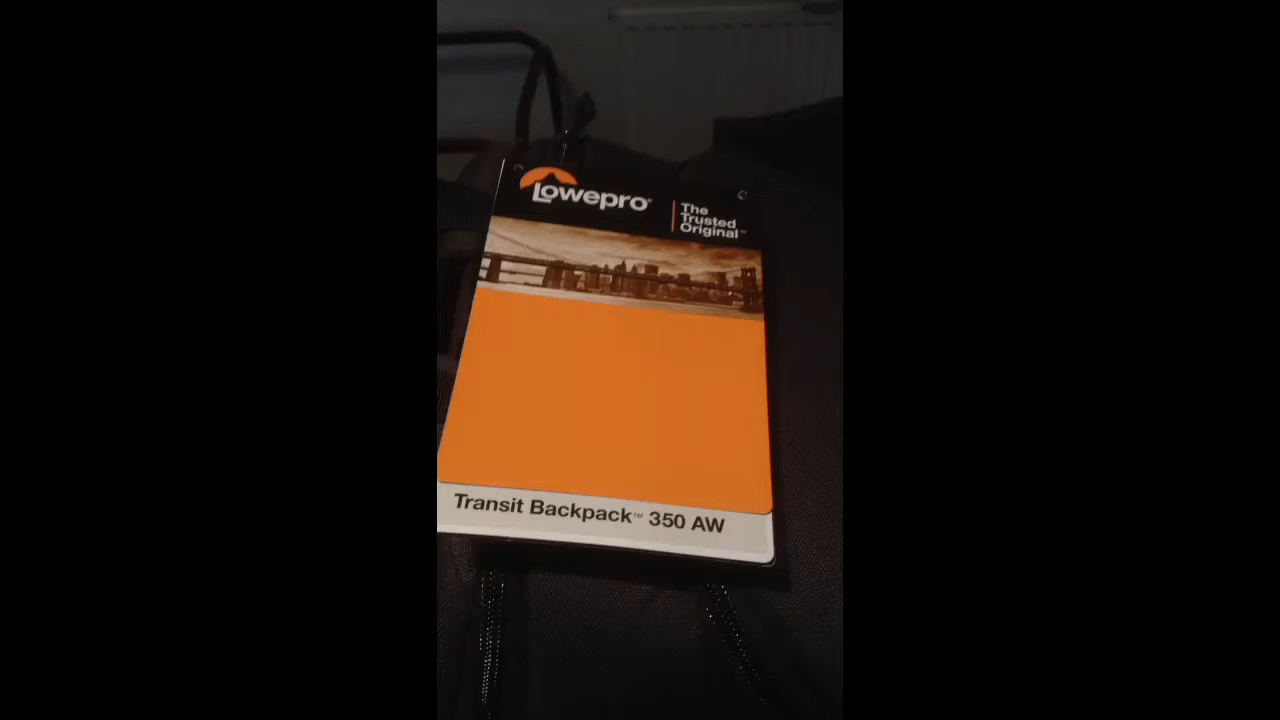 Lowepro®
The
Trusted
Original™
Transit Backpack™ 350 AW